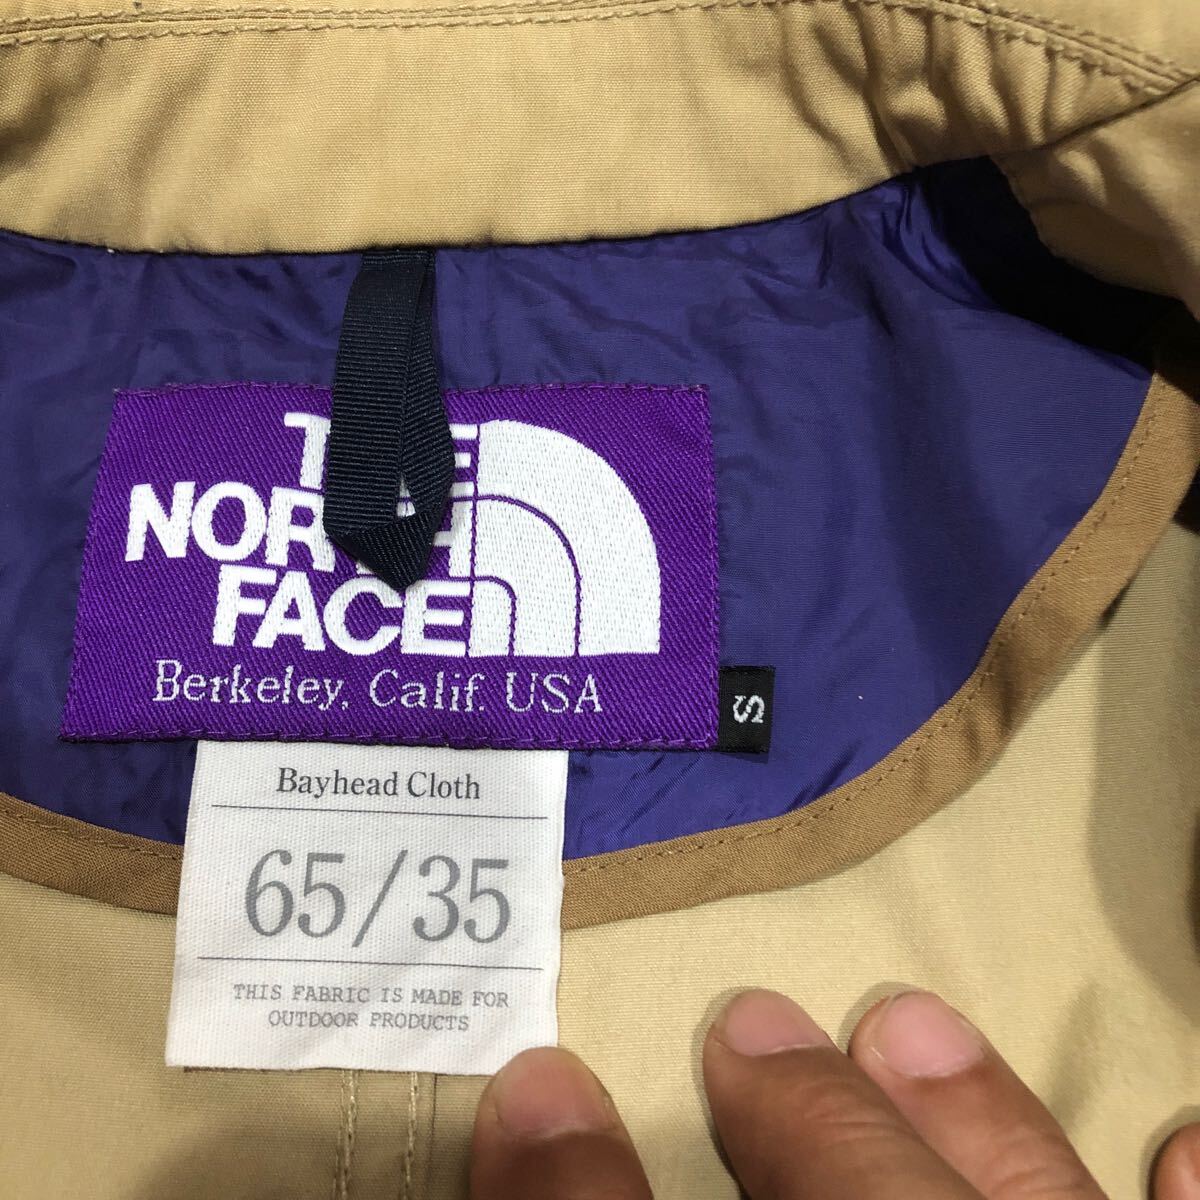 THE
NORTH
FACE
Berkeley, Calif. USA
S
Bayhead Cloth
65/35
THIS FABRIC IS MADE FOR
OUTDOOR PRODUCTS